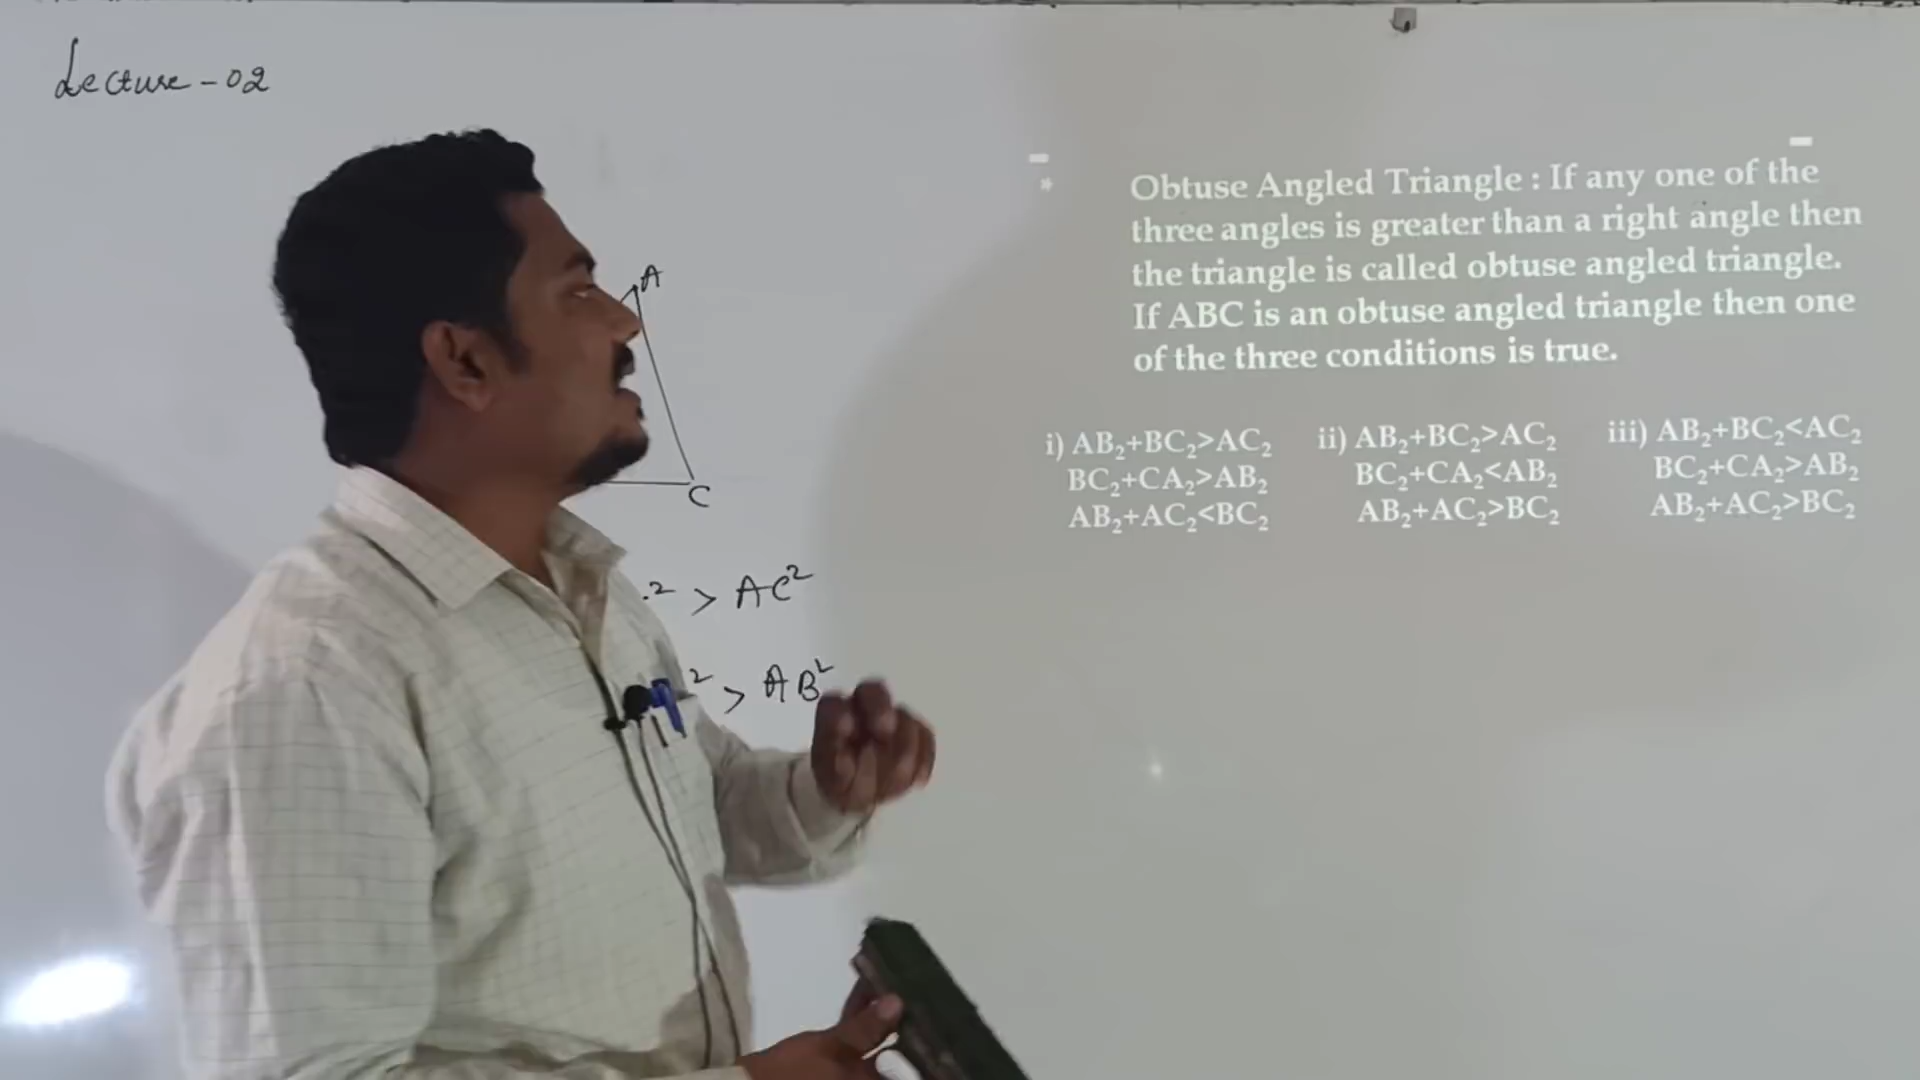 Lecture-02
A
C
² > AC²
² > AB²
* Obtuse Angled Triangle : If any one of the
three angles is greater than a right angle then
the triangle is called obtuse angled triangle.
If ABC is an obtuse angled triangle then one
of the three conditions is true.
i) AB₂+BC₂>AC₂ ii) AB₂+BC₂>AC₂ iii) AB₂+BC₂<AC₂
BC₂+CA₂>AB₂ BC₂+CA₂<AB₂ BC₂+CA₂>AB₂
AB₂+AC₂<BC₂ AB₂+AC₂>BC₂ AB₂+AC₂>BC₂